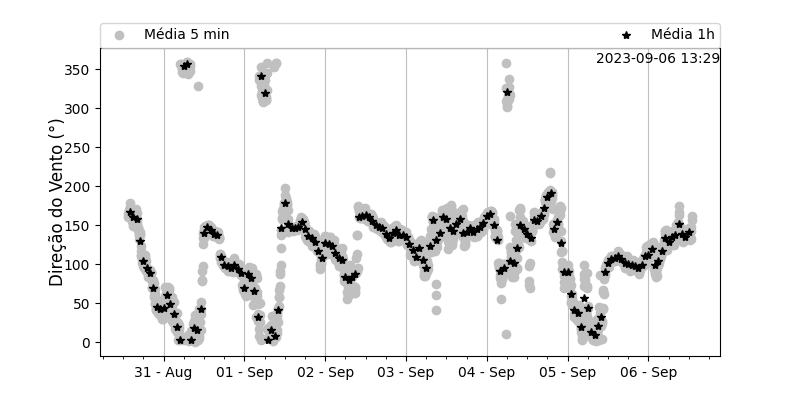 Média 5 min
Média 1h
2023-09-06 13:29
Direção do Vento (°)
350
300
250
200
150
100
50
0
31 - Aug
01 - Sep
02 - Sep
03 - Sep
04 - Sep
05 - Sep
06 - Sep